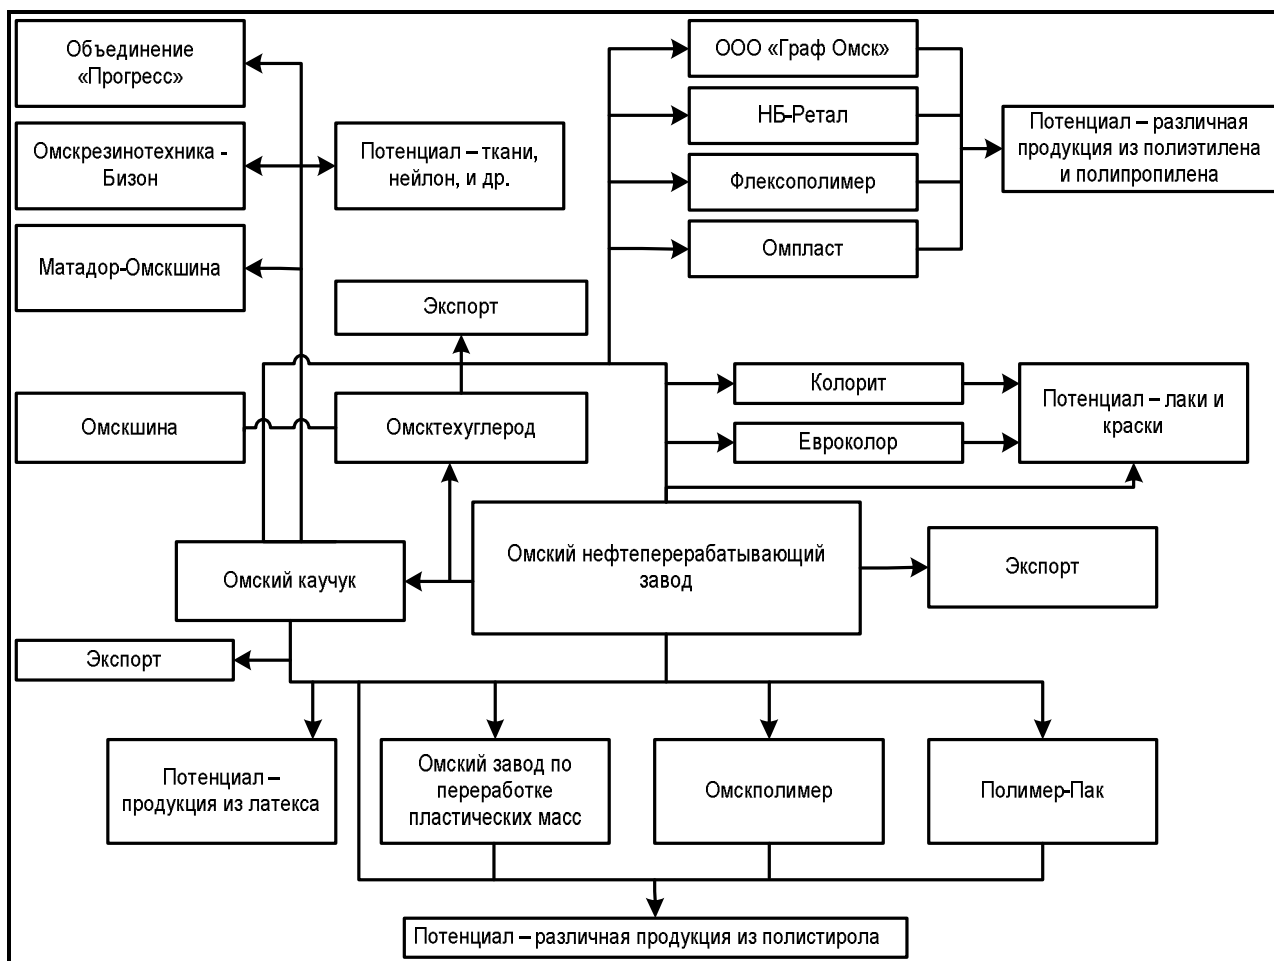 Объединение
«Прогресс»
ООО «Граф Омск»
НБ-Ретал
Потенциал – различная
продукция из полиэтилена
и полипропилена
Омскрезинотехника -
Бизон
Потенциал – ткани,
нейлон, и др.
Флексополимер
Омпласт
Матадор-Омскшина
Экспорт
Колорит
Потенциал – лаки и
краски
Омскшина
Омсктехуглерод
Евроколор
Омский нефтеперерабатывающий
завод
Экспорт
Омский каучук
Экспорт
Потенциал –
продукция из латекса
Омский завод по
переработке
пластических масс
Омскполимер
Полимер-Пак
Потенциал – различная продукция из полистирола